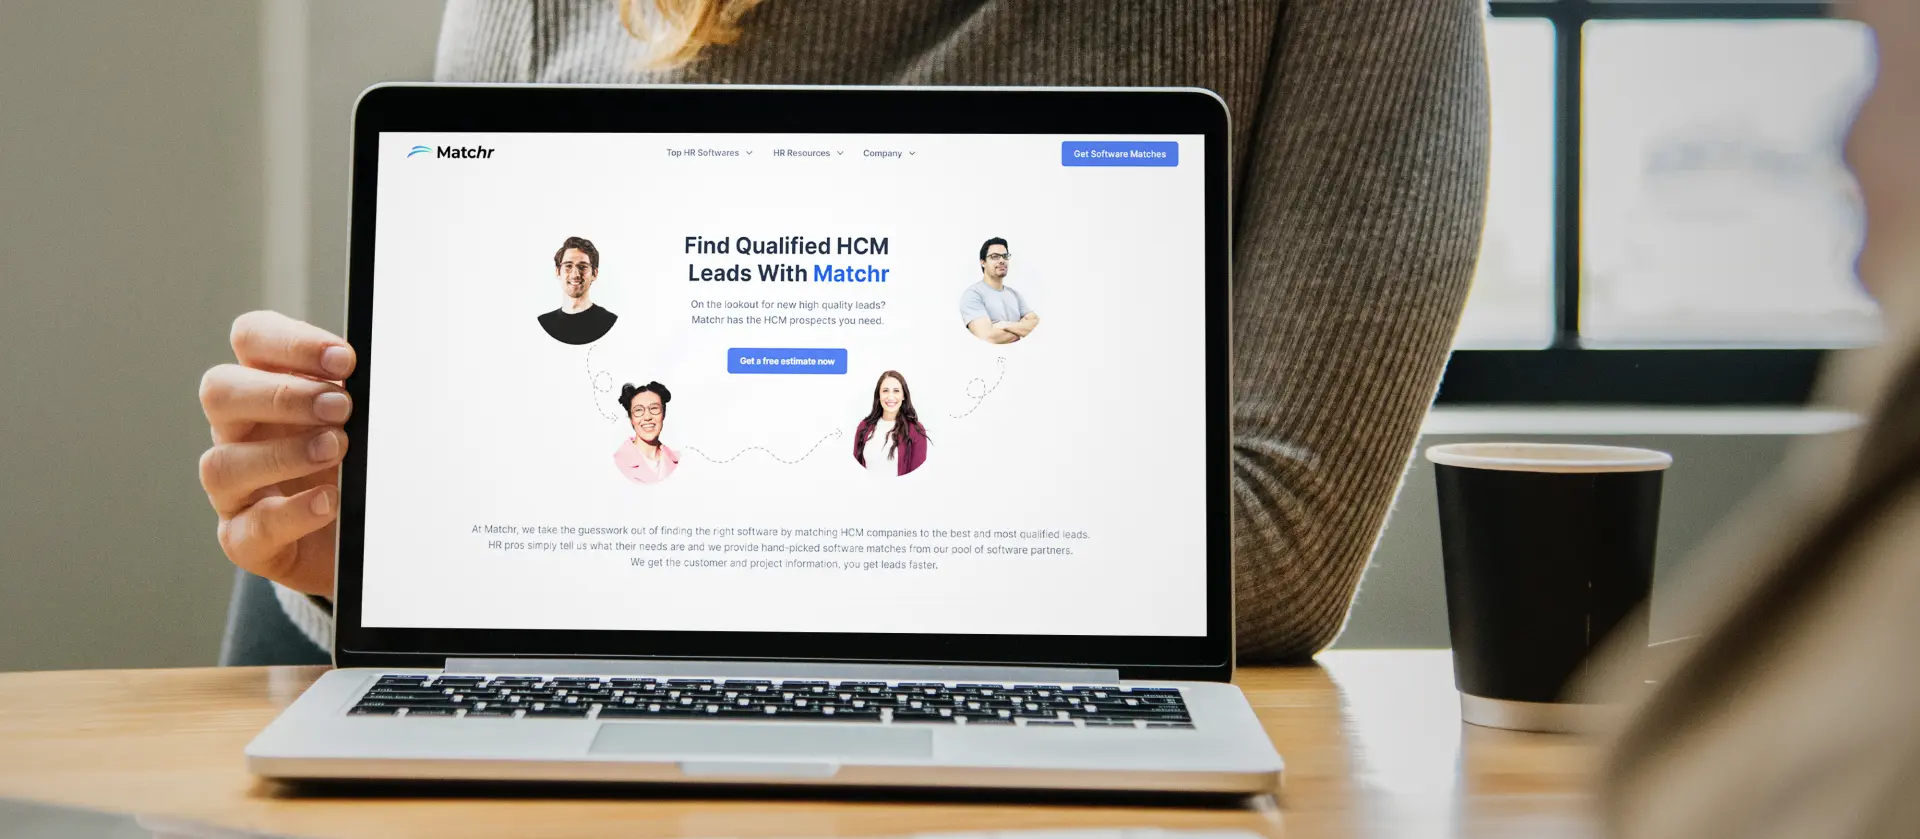 Matchr
Top HR Softwares
HR Resources
Company
Get Software Matches
Find Qualified HCM
Leads With Matchr
On the lookout for new high quality leads?
Matchr has the HCM prospects you need.
Get a free estimate now
At Matchr, we take the guesswork out of finding the right software by matching HCM companies to the best and most qualified leads.
HR pros simply tell us what their needs are and we provide hand-picked software matches from our pool of software partners.
We get the customer and project information, you get leads faster.